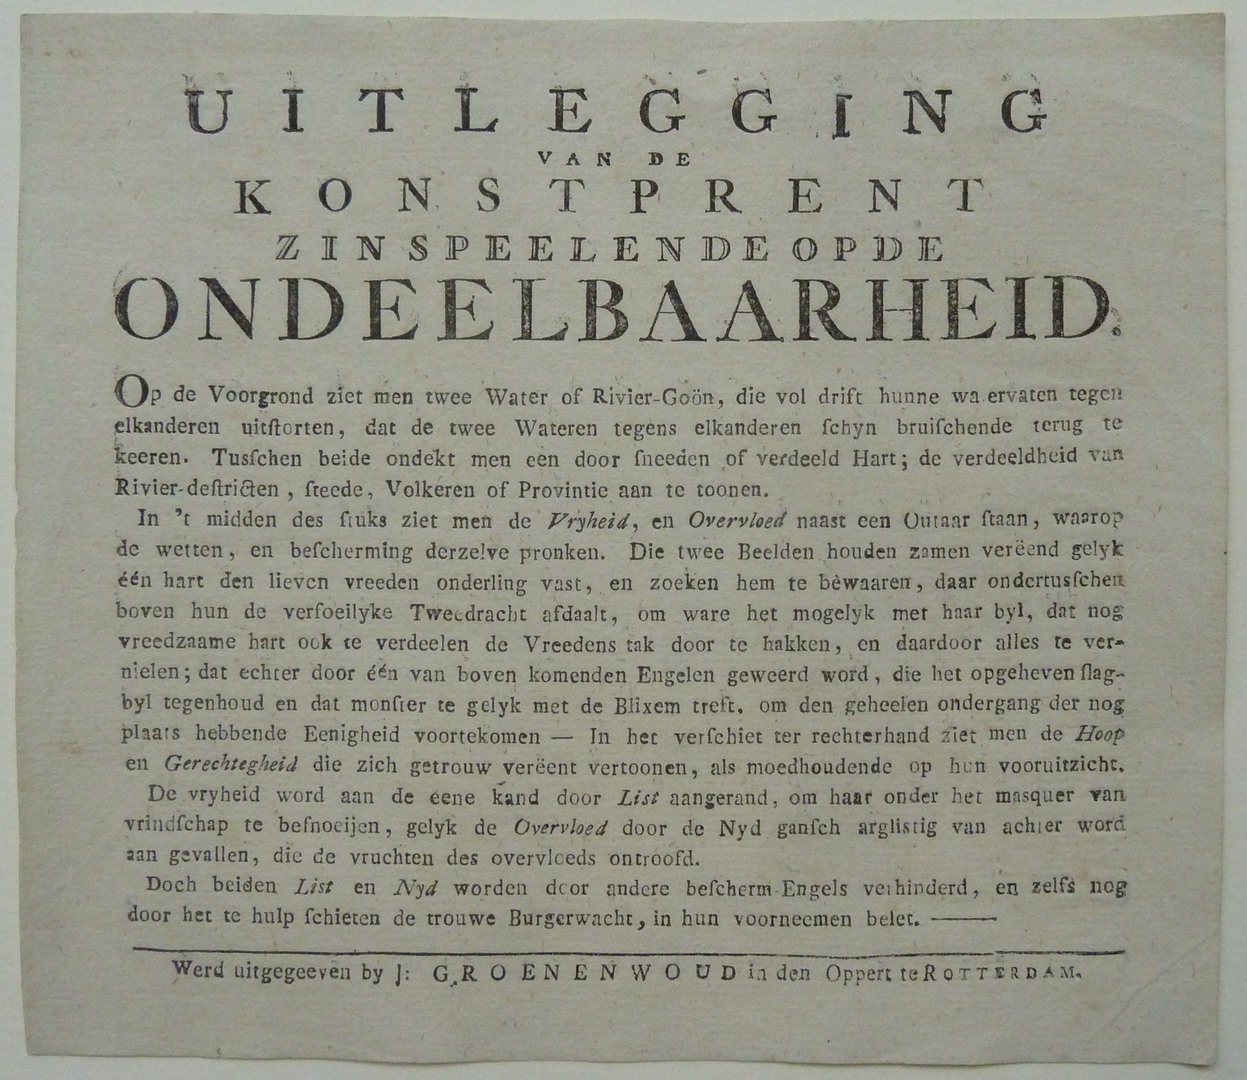 UITLEGGING
VAN DE
KONSTPRENT
ZINSPEELENDE OP DE
ONDEELBAARHEID.
Op de Voorgrond ziet men twee Water of Rivier-Goön, die vol drift hunne wa.ervaten tegen
elkanderen uitſtorten, dat de twee Wateren tegens elkanderen ſchyn bruiſchende terug te
keeren. Tusſchen beide ondekt men een door ſneeden of verdeeld Hart; de verdeeldheid van
Rivier-deſtricten, ſteede, Volkeren of Provintie aan te toonen.
In 't midden des ſtuks ziet men de Vryheid, en Overvloed naast een Outaar ſtaan, waarop
de wetten, en beſcherming derzelve pronken. Die twee Beelden houden zamen verëend gelyk
één hart den lieven vreeden onderling vast, en zoeken hem te bewaaren, daar ondertusſchen
boven hun de verfoeilyke Tweedracht afdaalt, om ware het mogelyk met haar byl, dat nog
vreedzaame hart ook te verdeelen de Vreedens tak door te hakken, en daardoor alles te ver-
nielen; dat echter door één van boven komenden Engelen geweerd word, die het opgeheven ſlag-
byl tegenhoud en dat monſter te gelyk met de Blixem treft. om den geheelen ondergang der nog
plaats hebbende Eenigheid voortekomen — In het verſchiet ter rechterhand ziet men de Hoop
en Gerechtegheid die zich getrouw verëent vertoonen, als moedhoudende op hun vooruitzicht.
De vryheid word aan de eene kand door List aangerand, om haar onder het masquer van
vrindſchap te beſnoeijen, gelyk de Overvloed door de Nyd ganſch arglistig van achter word
aan gevallen, die de vruchten des overvloeds ontroofd.
Doch beiden List en Nyd worden door andere beſcherm-Engels verhinderd, en zelfs nog
door het te hulp ſchieten de trouwe Burgerwacht, in hun voorneemen belet. ———
Werd uitgegeeven by J: GROENENWOUD in den Oppert te ROTTERDAM.